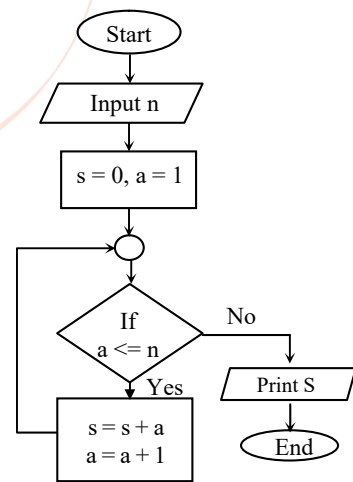 Start
Input n
s = 0, a = 1
If
a <= n
No
Yes
Print S
s = s + a
a = a + 1
End